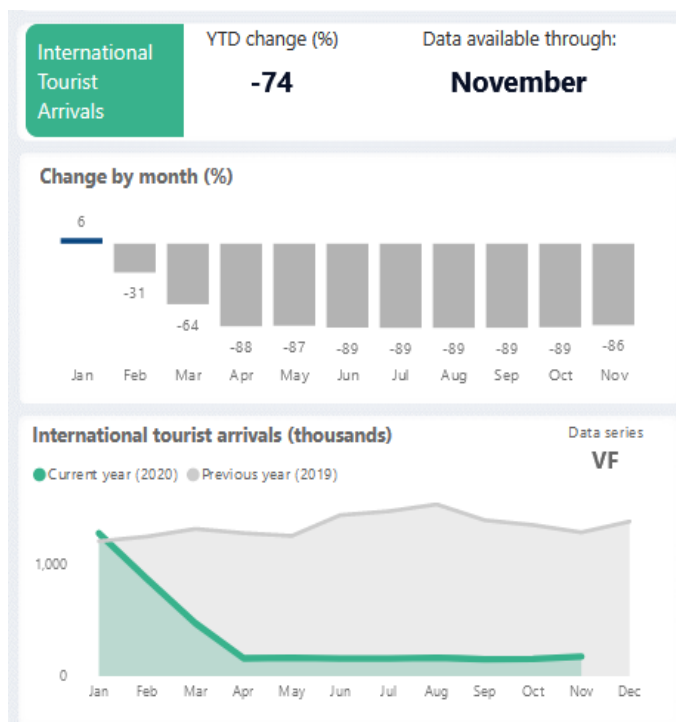 International
Tourist
Arrivals
YTD change (%)
-74
Data available through:
November
Change by month (%)
6
-31
-64
-88
-87
-89
-89
-89
-89
-89
-86
Jan Feb Mar Apr May Jun Jul Aug Sep Oct Nov
International tourist arrivals (thousands)
Data series
VF
Current year (2020) Previous year (2019)
1,000
0
Jan Feb Mar Apr May Jun Jul Aug Sep Oct Nov Dec